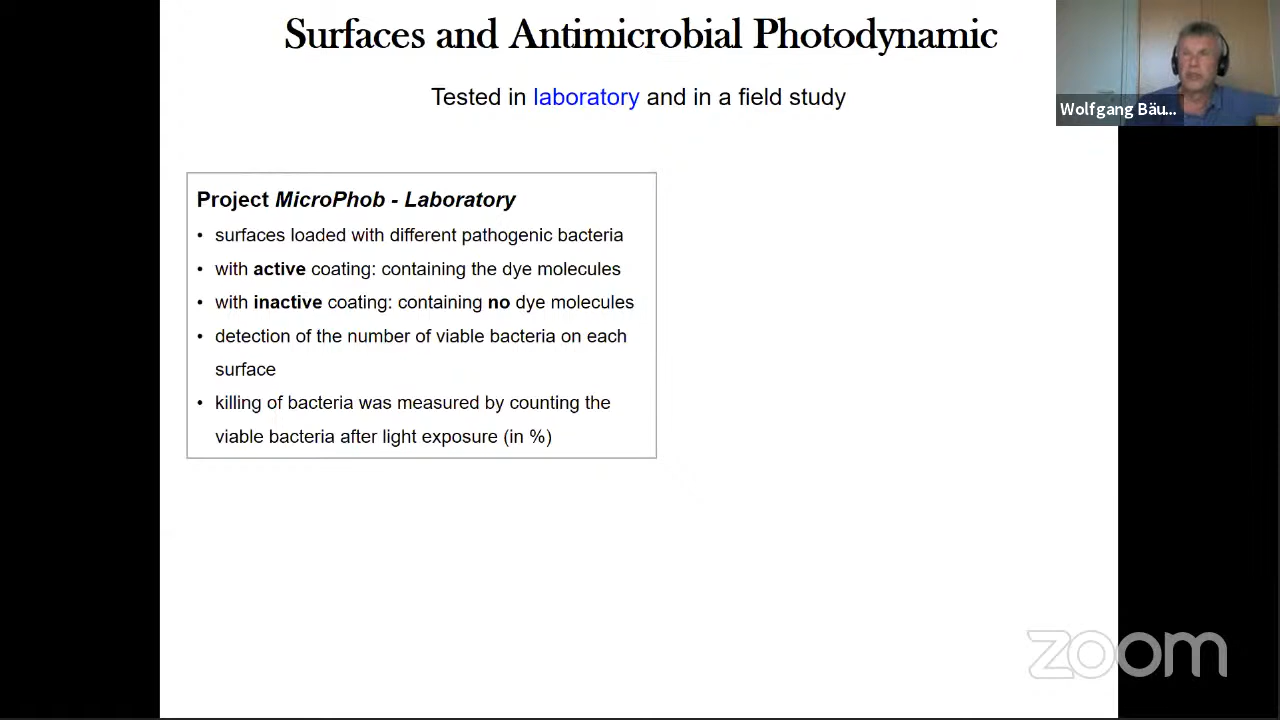 Surfaces and Antimicrobial Photodynamic
Tested in laboratory and in a field study
Wolfgang Bäu...
Project MicroPhob - Laboratory
• surfaces loaded with different pathogenic bacteria
• with active coating: containing the dye molecules
• with inactive coating: containing no dye molecules
• detection of the number of viable bacteria on each
surface
• killing of bacteria was measured by counting the
viable bacteria after light exposure (in %)
zoom